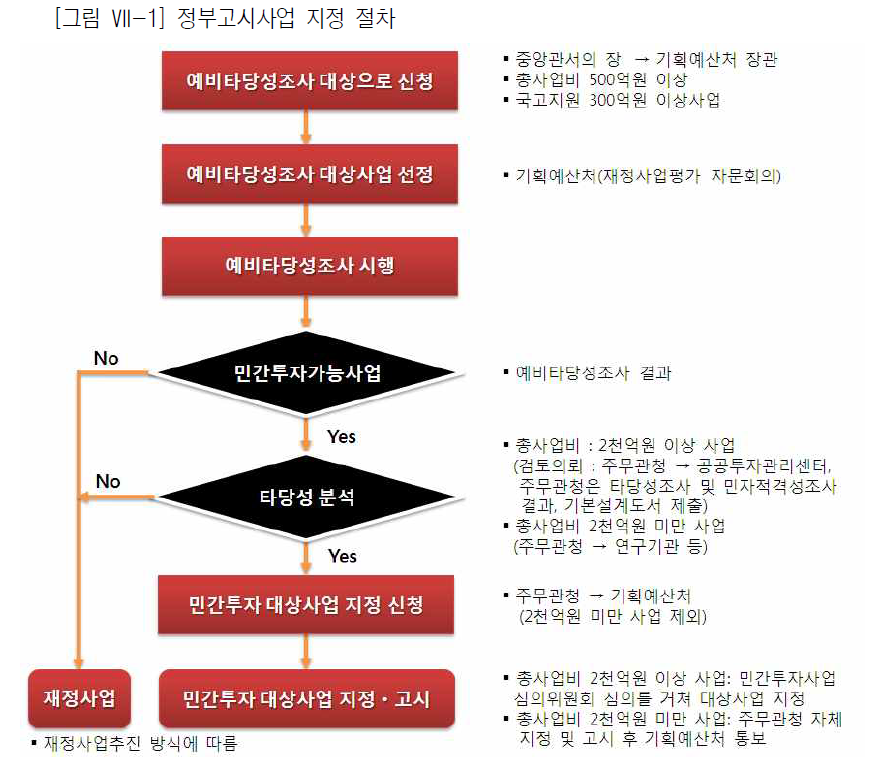 [그림 Ⅶ-1] 정부고시사업 지정 절차
예비타당성조사 대상으로 신청
▪ 중앙관서의 장 → 기획예산처 장관
▪ 총사업비 500억원 이상
▪ 국고지원 300억원 이상사업
예비타당성조사 대상사업 선정
▪ 기획예산처(재정사업평가 자문회의)
예비타당성조사 시행
No
민간투자가능사업
▪ 예비타당성조사 결과
Yes
No
타당성 분석
▪ 총사업비 : 2천억원 이상 사업
(검토의뢰 : 주무관청 → 공공투자관리센터,
주무관청은 타당성조사 및 민자적격성조사
결과, 기본설계도서 제출)
▪ 총사업비 2천억원 미만 사업
(주무관청 → 연구기관 등)
Yes
민간투자 대상사업 지정 신청
▪ 주무관청 → 기획예산처
(2천억원 미만 사업 제외)
재정사업
▪ 재정사업추진 방식에 따름
민간투자 대상사업 지정・고시
▪ 총사업비 2천억원 이상 사업: 민간투자사업
심의위원회 심의를 거쳐 대상사업 지정
▪ 총사업비 2천억원 미만 사업: 주무관청 자체
지정 및 고시 후 기획예산처 통보